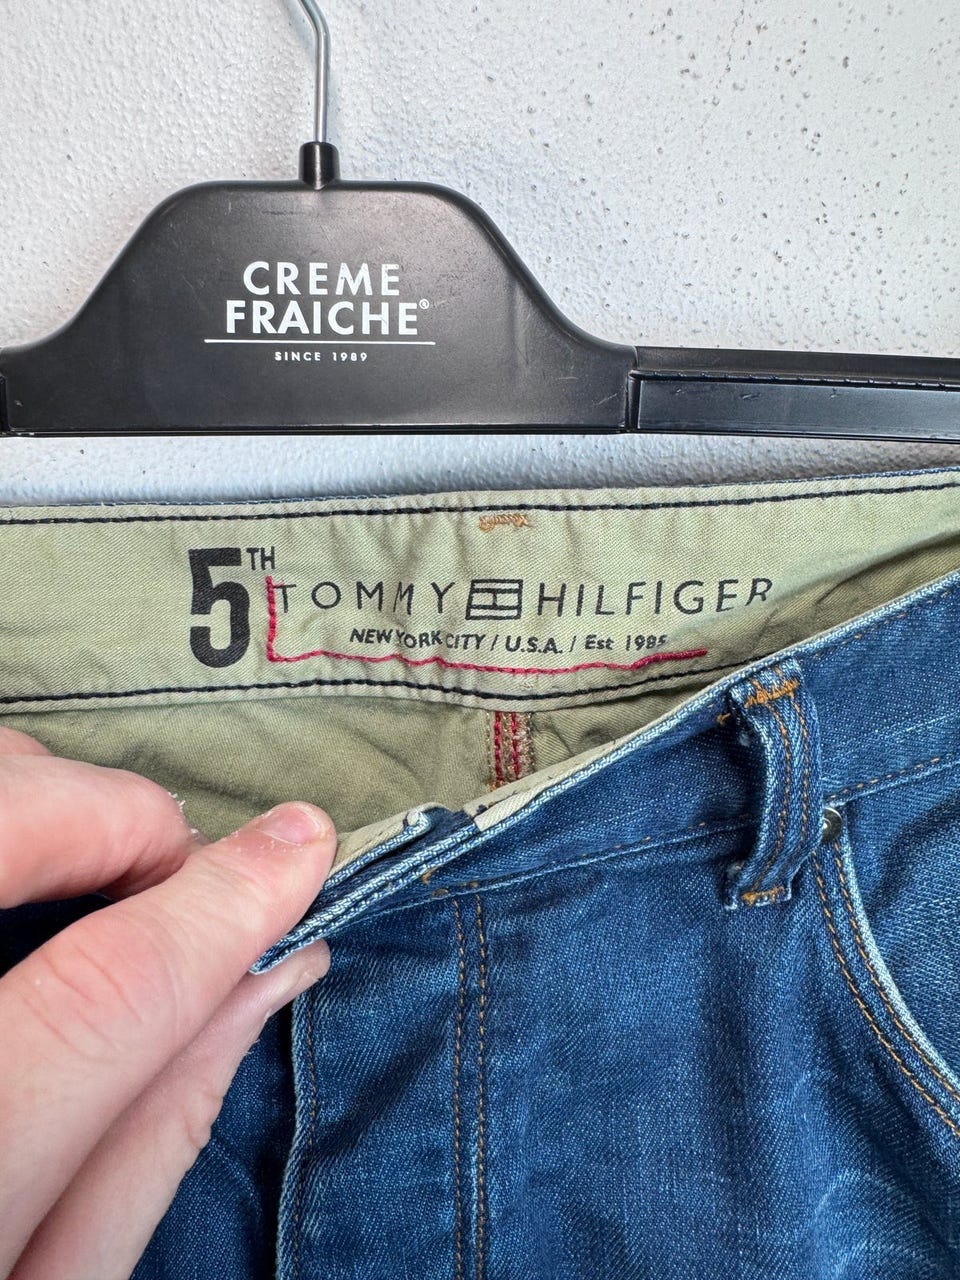 CREME
FRAICHE®
SINCE 1989
5TH
TOMMY HILFIGER
NEW YORK CITY / U.S.A. / Est 1985